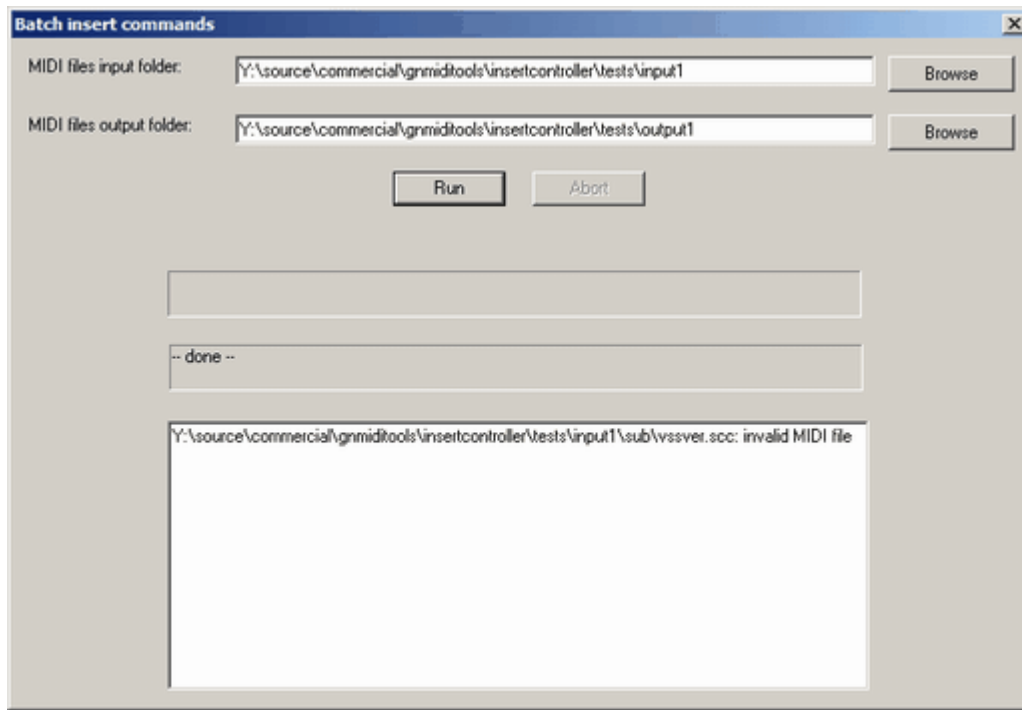 Batch insert commands
MIDI files input folder: Y:\source\commercial\gnmiditools\insertcontroller\tests\input1 Browse
MIDI files output folder: Y:\source\commercial\gnmiditools\insertcontroller\tests\output1 Browse
Run Abort
-- done --
Y:\source\commercial\gnmiditools\insertcontroller\tests\input1\sub\vssver.scc: invalid MIDI file